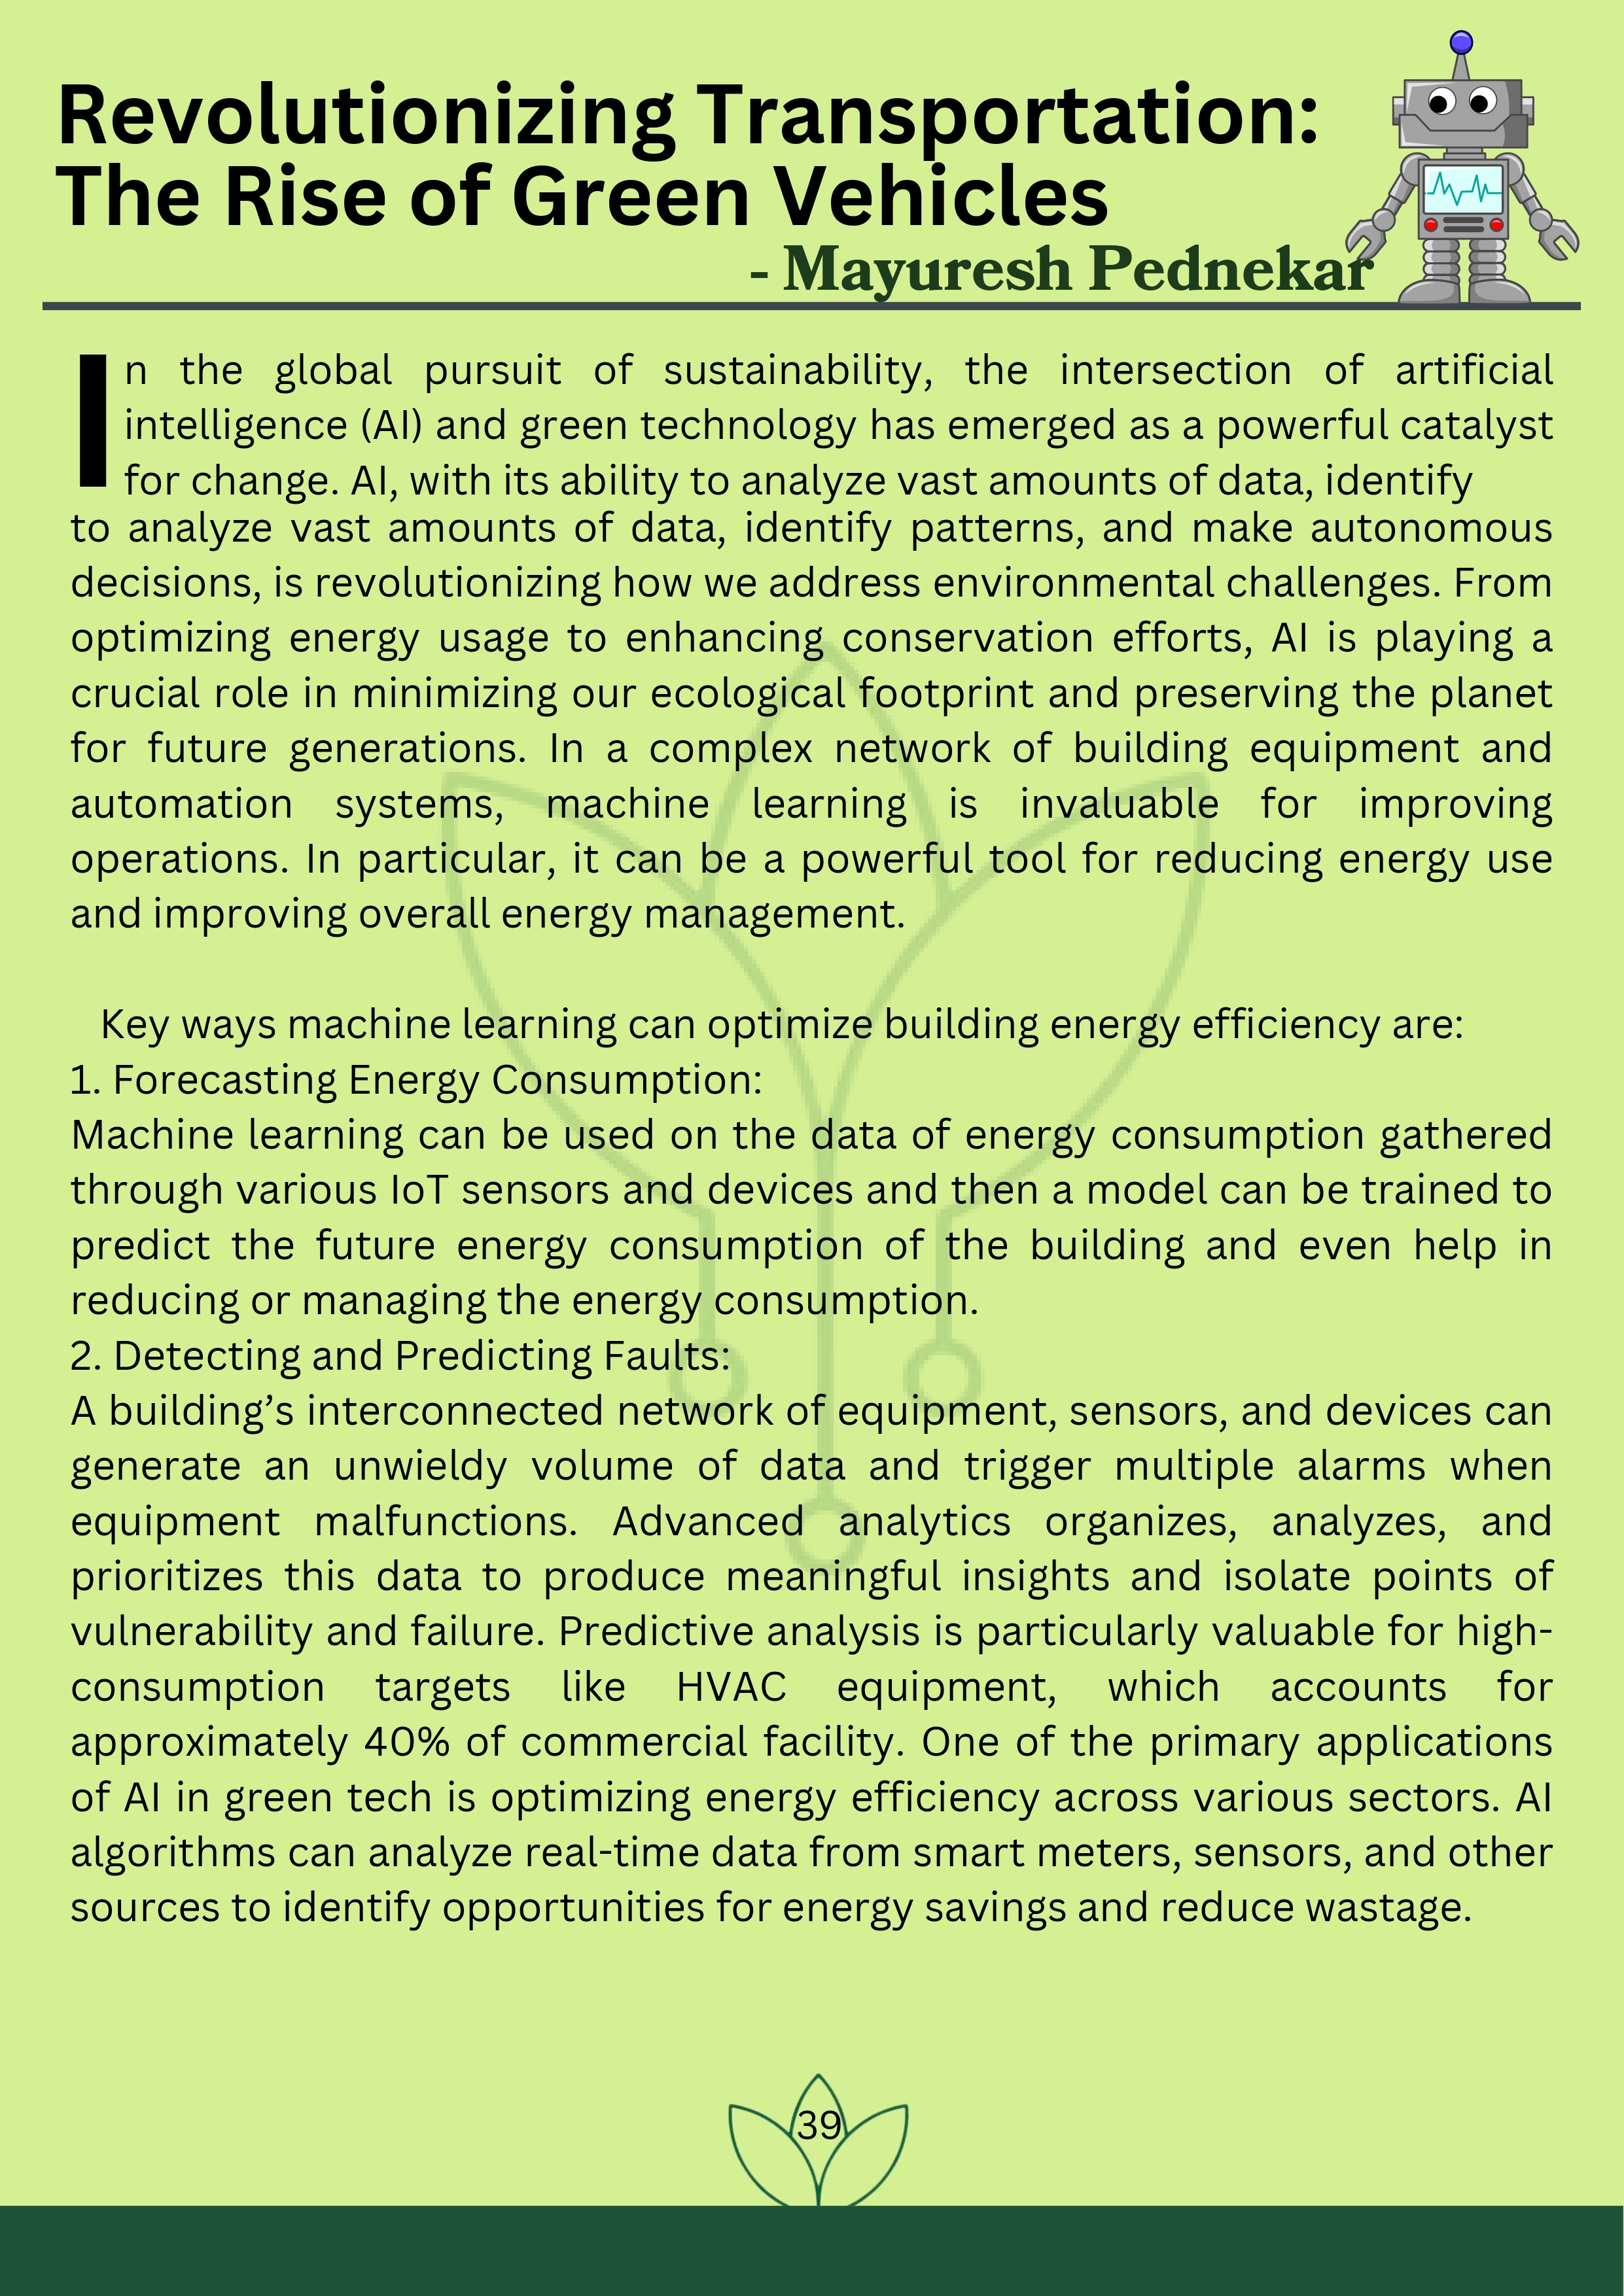 Revolutionizing Transportation:
The Rise of Green Vehicles
- Mayuresh Pednekar
In the global pursuit of sustainability, the intersection of artificial
intelligence (AI) and green technology has emerged as a powerful catalyst
for change. AI, with its ability to analyze vast amounts of data, identify
to analyze vast amounts of data, identify patterns, and make autonomous
decisions, is revolutionizing how we address environmental challenges. From
optimizing energy usage to enhancing conservation efforts, AI is playing a
crucial role in minimizing our ecological footprint and preserving the planet
for future generations. In a complex network of building equipment and
automation systems, machine learning is invaluable for improving
operations. In particular, it can be a powerful tool for reducing energy use
and improving overall energy management.
Key ways machine learning can optimize building energy efficiency are:
1. Forecasting Energy Consumption:
Machine learning can be used on the data of energy consumption gathered
through various IoT sensors and devices and then a model can be trained to
predict the future energy consumption of the building and even help in
reducing or managing the energy consumption.
2. Detecting and Predicting Faults:
A building’s interconnected network of equipment, sensors, and devices can
generate an unwieldy volume of data and trigger multiple alarms when
equipment malfunctions. Advanced analytics organizes, analyzes, and
prioritizes this data to produce meaningful insights and isolate points of
vulnerability and failure. Predictive analysis is particularly valuable for high-
consumption targets like HVAC equipment, which accounts for
approximately 40% of commercial facility. One of the primary applications
of AI in green tech is optimizing energy efficiency across various sectors. AI
algorithms can analyze real-time data from smart meters, sensors, and other
sources to identify opportunities for energy savings and reduce wastage.
39